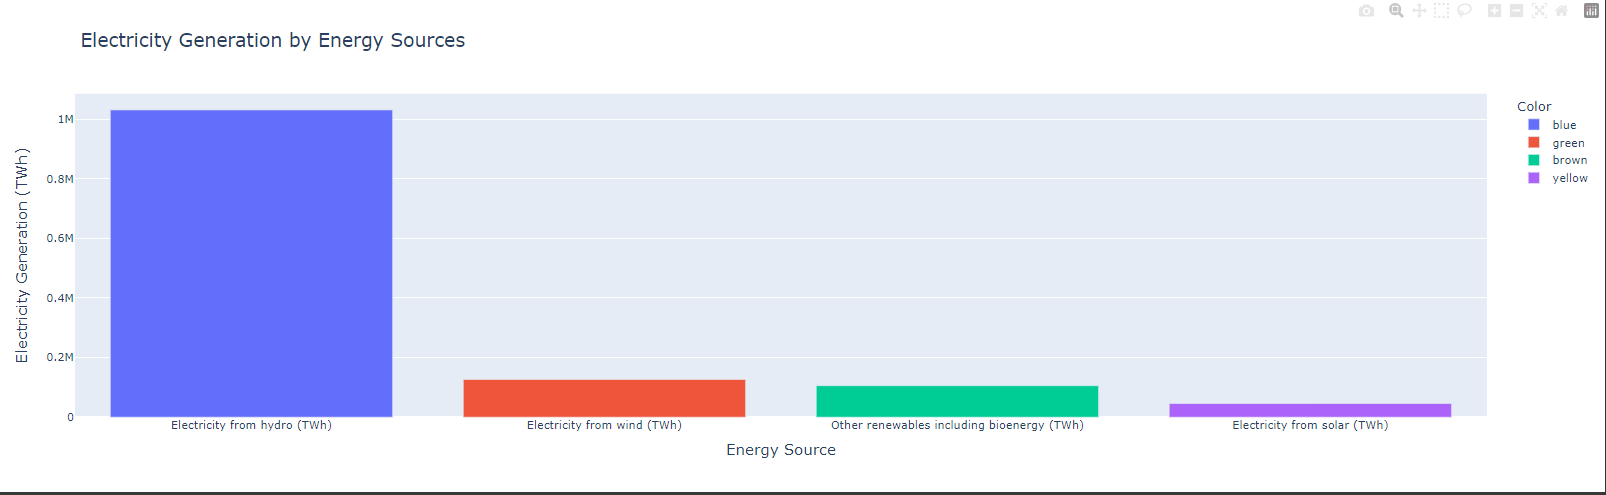 Electricity Generation by Energy Sources
Electricity Generation (TWh)
1M
0.8M
0.6M
0.4M
0.2M
0
Electricity from hydro (TWh)
Electricity from wind (TWh)
Other renewables including bioenergy (TWh)
Electricity from solar (TWh)
Energy Source
Color
blue
green
brown
yellow